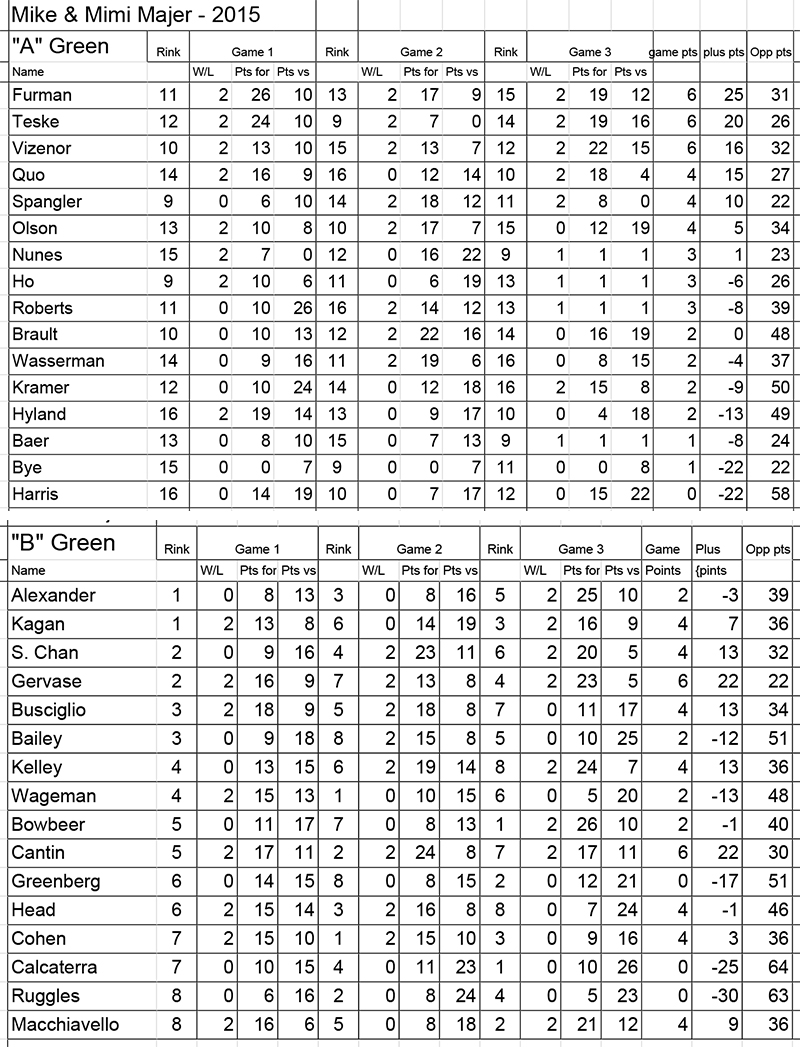 Mike & Mimi Majer - 2015
"A" Green Rink Game 1 Rink Game 2 Rink Game 3 game pts plus pts Opp pts
Name W/L Pts for Pts vs W/L Pts for Pts vs W/L Pts for Pts vs
Furman 11 2 26 10 13 2 17 9 15 2 19 12 6 25 31
Teske 12 2 24 10 9 2 7 0 14 2 19 16 6 20 26
Vizenor 10 2 13 10 15 2 13 7 12 2 22 15 6 16 32
Quo 14 2 16 9 16 0 12 14 10 2 18 4 4 15 27
Spangler 9 0 6 10 14 2 18 12 11 2 8 0 4 10 22
Olson 13 2 10 8 10 2 17 7 15 0 12 19 4 5 34
Nunes 15 2 7 0 12 0 16 22 9 1 1 1 3 1 23
Ho 9 2 10 6 11 0 6 19 13 1 1 1 3 -6 26
Roberts 11 0 10 26 16 2 14 12 13 1 1 1 3 -8 39
Brault 10 0 10 13 12 2 22 16 14 0 16 19 2 0 48
Wasserman 14 0 9 16 11 2 19 6 16 0 8 15 2 -4 37
Kramer 12 0 10 24 14 0 12 18 16 2 15 8 2 -9 50
Hyland 16 2 19 14 13 0 9 17 10 0 4 18 2 -13 49
Baer 13 0 8 10 15 0 7 13 9 1 1 1 1 -8 24
Bye 15 0 0 7 9 0 0 7 11 0 0 8 1 -22 22
Harris 16 0 14 19 10 0 7 17 12 0 15 22 0 -22 58
"B" Green Rink Game 1 Rink Game 2 Rink Game 3 Game Plus Opp pts
Name W/L Pts for Pts vs W/L Pts for Pts vs W/L Pts for Pts vs Points {pints
Alexander 1 0 8 13 3 0 8 16 5 2 25 10 2 -3 39
Kagan 1 2 13 8 6 0 14 19 3 2 16 9 4 7 36
S. Chan 2 0 9 16 4 2 23 11 6 2 20 5 4 13 32
Gervase 2 2 16 9 7 2 13 8 4 2 23 5 6 22 22
Busciglio 3 2 18 9 5 2 18 8 7 0 11 17 4 13 34
Bailey 3 0 9 18 8 2 15 8 5 0 10 25 2 -12 51
Kelley 4 0 13 15 6 2 19 14 8 2 24 7 4 13 36
Wageman 4 2 15 13 1 0 10 15 6 0 5 20 2 -13 48
Bowbeer 5 0 11 17 7 0 8 13 1 2 26 10 2 -1 40
Cantin 5 2 17 11 2 2 24 8 7 2 17 11 6 22 30
Greenberg 6 0 14 15 8 0 8 15 2 0 12 21 0 -17 51
Head 6 2 15 14 3 2 16 8 8 0 7 24 4 -1 46
Cohen 7 2 15 10 1 2 15 10 3 0 9 16 4 3 36
Calcaterra 7 0 10 15 4 0 11 23 1 0 10 26 0 -25 64
Ruggles 8 0 6 16 2 0 8 24 4 0 5 23 0 -30 63
Macchiavello 8 2 16 6 5 0 8 18 2 2 21 12 4 9 36